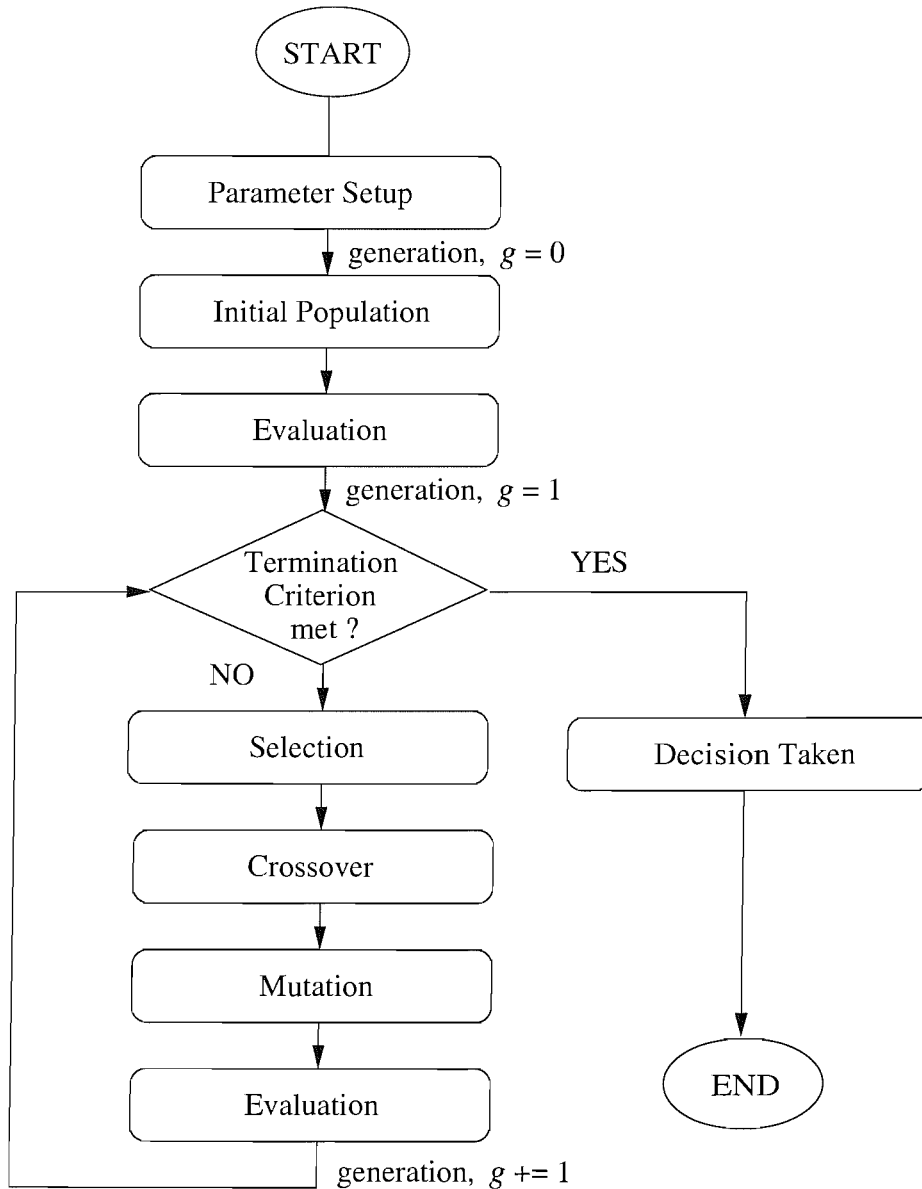 START
Parameter Setup
generation, g = 0
Initial Population
Evaluation
generation, g = 1
Termination
Criterion
met ?
YES
NO
Selection
Decision Taken
Crossover
Mutation
END
Evaluation
generation, g += 1